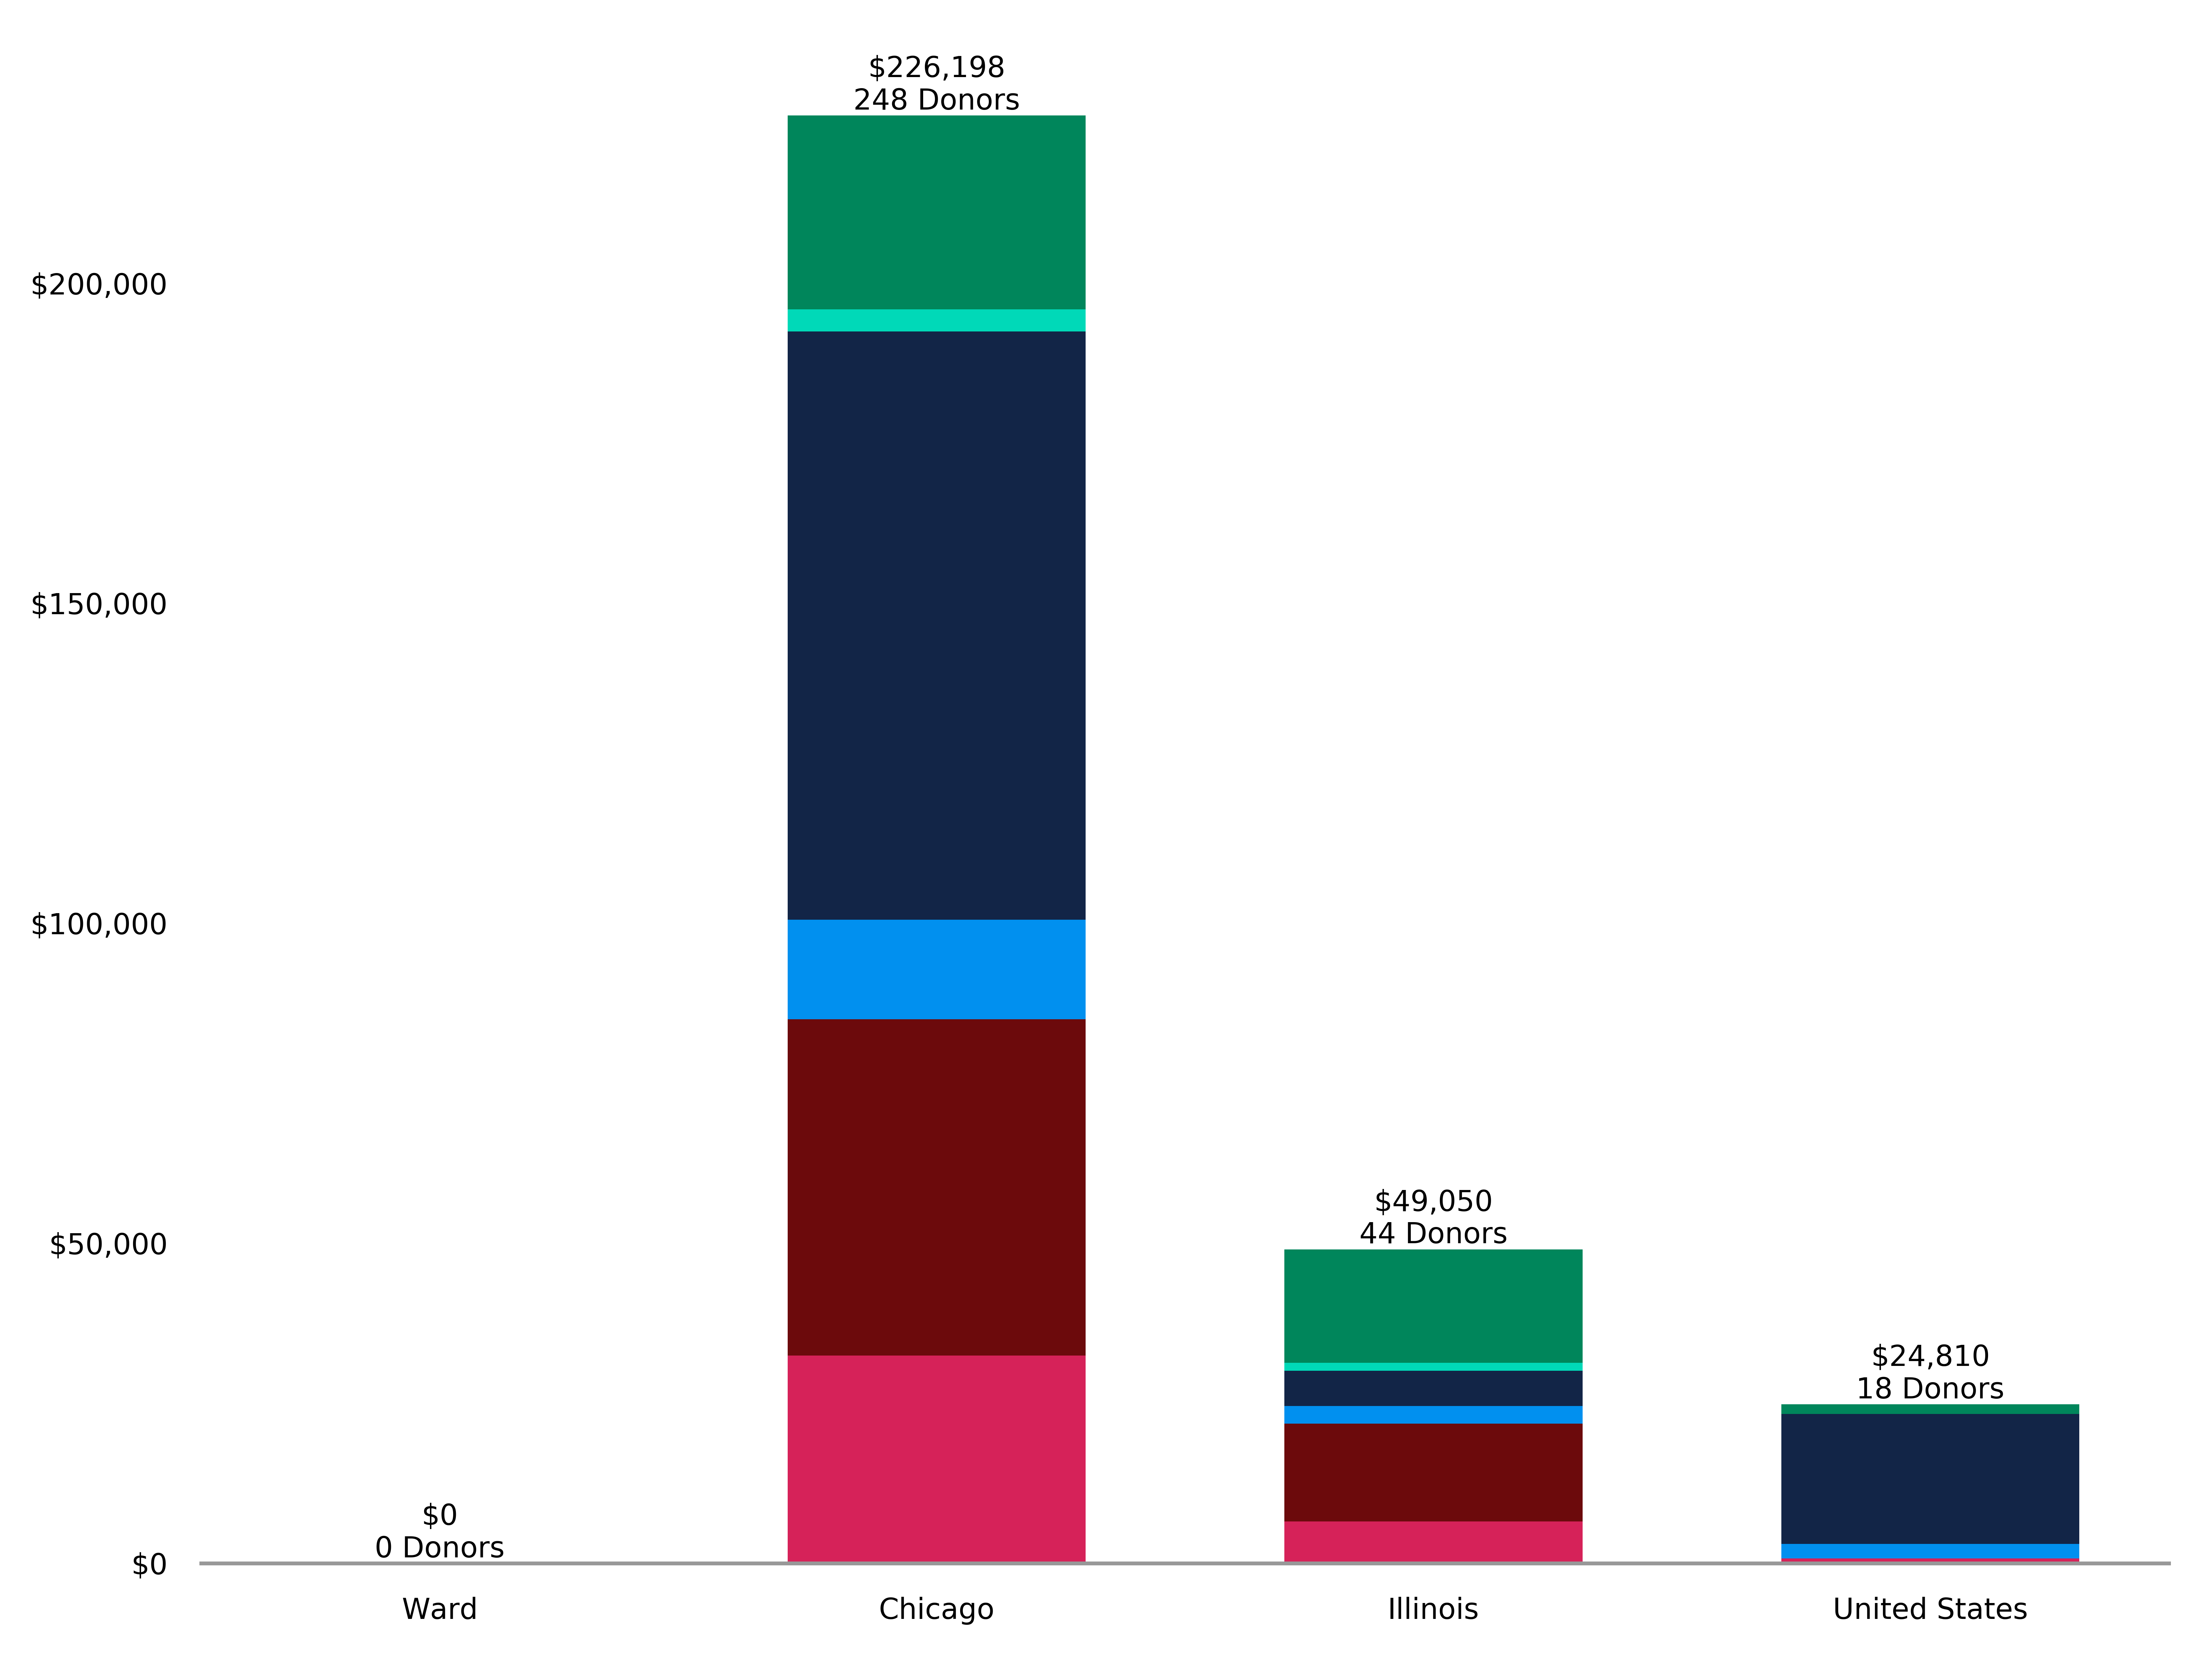 $226,198
248 Donors
$200,000
$150,000
$100,000
$50,000
$49,050
44 Donors
$24,810
18 Donors
$0
0 Donors
$0
Ward
Chicago
Illinois
United States